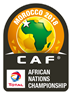 MOROCCO 2018
CAF
TOTAL
AFRICAN
NATIONS
CHAMPIONSHIP